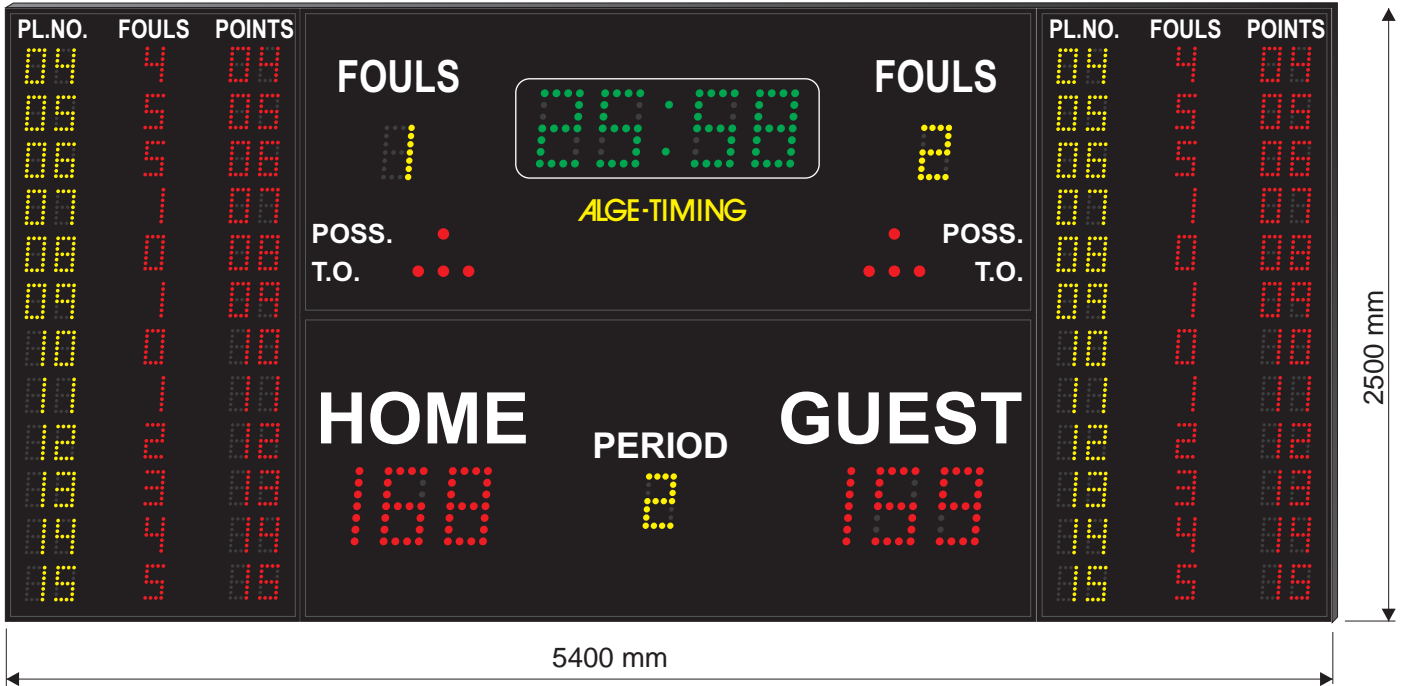 PL.NO. FOULS POINTS
04 4 04
05 5 05
06 5 06
07 1 07
08 0 08
09 1 09
10 0 10
11 1 11
12 2 12
13 3 13
14 4 14
15 5 15
FOULS
1
26:58
FOULS
2
ALGE-TIMING
POSS.
T.O.
POSS.
T.O.
HOME
168
PERIOD
2
GUEST
159
PL.NO. FOULS POINTS
04 4 04
05 5 05
06 5 06
07 1 07
08 0 08
09 1 09
10 0 10
11 1 11
12 2 12
13 3 13
14 4 14
15 5 15
2500 mm
5400 mm